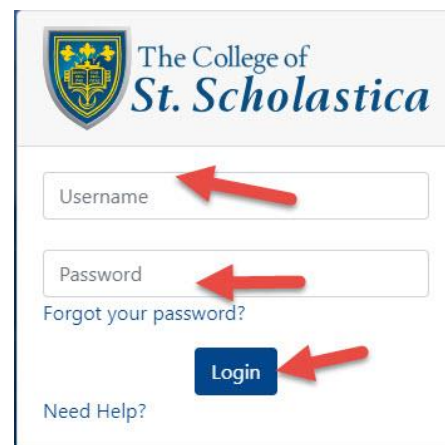 The College of
St. Scholastica
Username
Password
Forgot your password?
Login
Need Help?